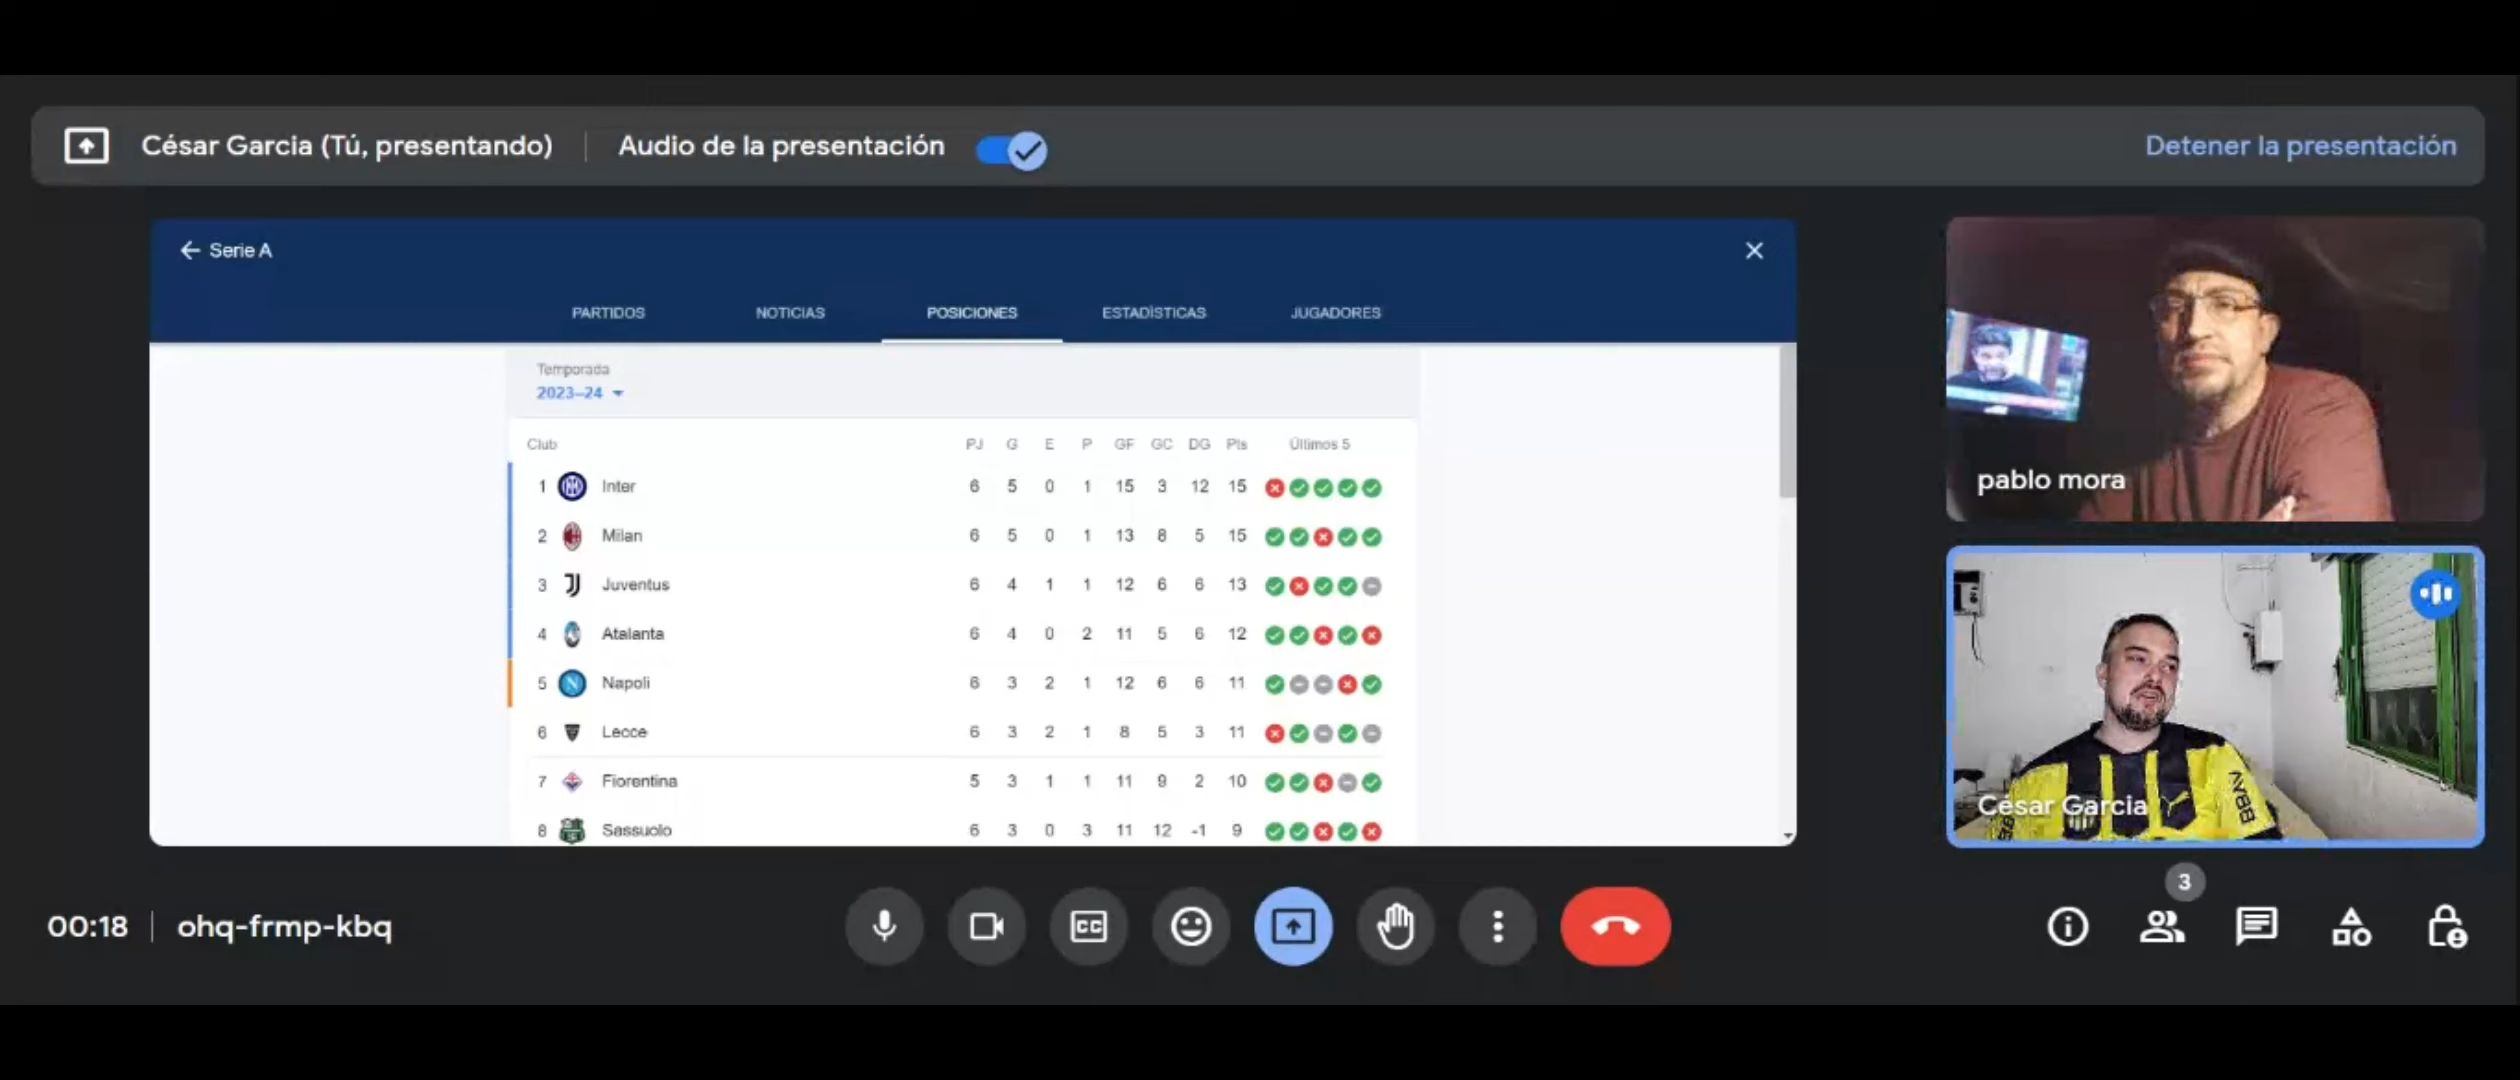 César Garcia (Tú, presentando) Audio de la presentación Detener la presentación
Serie A
PARTIDOS NOTICIAS POSICIONES ESTADÍSTICAS JUGADORES
Temporada
2023–24
Club PJ G E P GF GC DG Pts Últimos 5
1 Inter 6 5 0 1 15 3 12 15
2 Milan 6 5 0 1 13 8 5 15
3 Juventus 6 4 1 1 12 6 6 13
4 Atalanta 6 4 0 2 11 5 6 12
5 Napoli 6 3 2 1 12 6 6 11
6 Lecce 6 3 2 1 8 5 3 11
7 Fiorentina 5 3 1 1 11 9 2 10
8 Sassuolo 6 3 0 3 11 12 -1 9
pablo mora
César Garcia
BBAV
00:18 ohq-frmp-kbq
CC
3